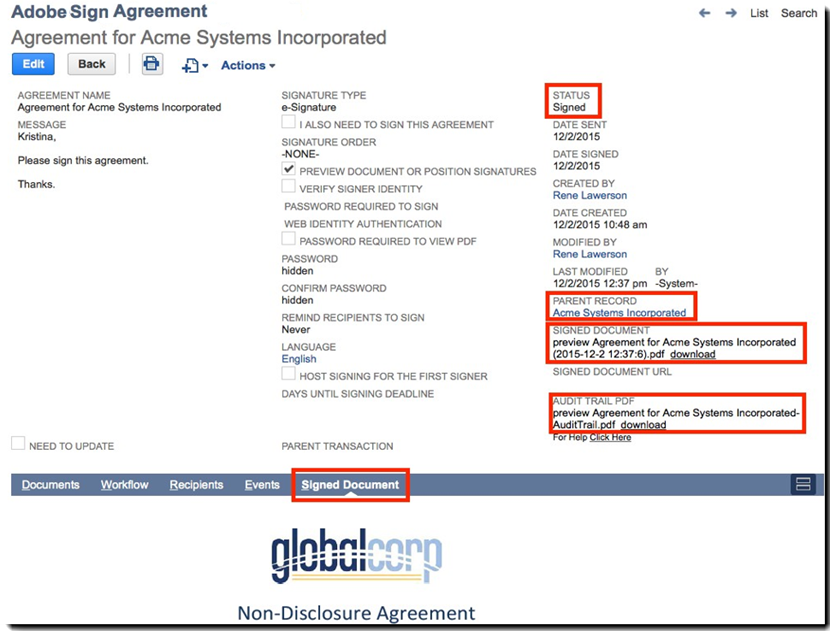 Adobe Sign Agreement
List Search
Agreement for Acme Systems Incorporated
Edit Back Actions
AGREEMENT NAME
Agreement for Acme Systems Incorporated
MESSAGE
Kristina,
Please sign this agreement.
Thanks.
NEED TO UPDATE
SIGNATURE TYPE
e-Signature
I ALSO NEED TO SIGN THIS AGREEMENT
SIGNATURE ORDER
-NONE-
PREVIEW DOCUMENT OR POSITION SIGNATURES
VERIFY SIGNER IDENTITY
PASSWORD REQUIRED TO SIGN
WEB IDENTITY AUTHENTICATION
PASSWORD REQUIRED TO VIEW PDF
PASSWORD
hidden
CONFIRM PASSWORD
hidden
REMIND RECIPIENTS TO SIGN
Never
LANGUAGE
English
HOST SIGNING FOR THE FIRST SIGNER
DAYS UNTIL SIGNING DEADLINE
PARENT TRANSACTION
STATUS
Signed
DATE SENT
12/2/2015
DATE SIGNED
12/2/2015
CREATED BY
Rene Lawerson
DATE CREATED
12/2/2015 10:48 am
MODIFIED BY
Rene Lawerson
LAST MODIFIED BY
12/2/2015 12:37 pm -System-
PARENT RECORD
Acme Systems Incorporated
SIGNED DOCUMENT
preview Agreement for Acme Systems Incorporated
(2015-12-2 12:37:6).pdf download
SIGNED DOCUMENT URL
AUDIT TRAIL PDF
preview Agreement for Acme Systems Incorporated-
AuditTrail.pdf download
For Help Click Here
Documents Workflow Recipients Events Signed Document
globalcorp
Non-Disclosure Agreement